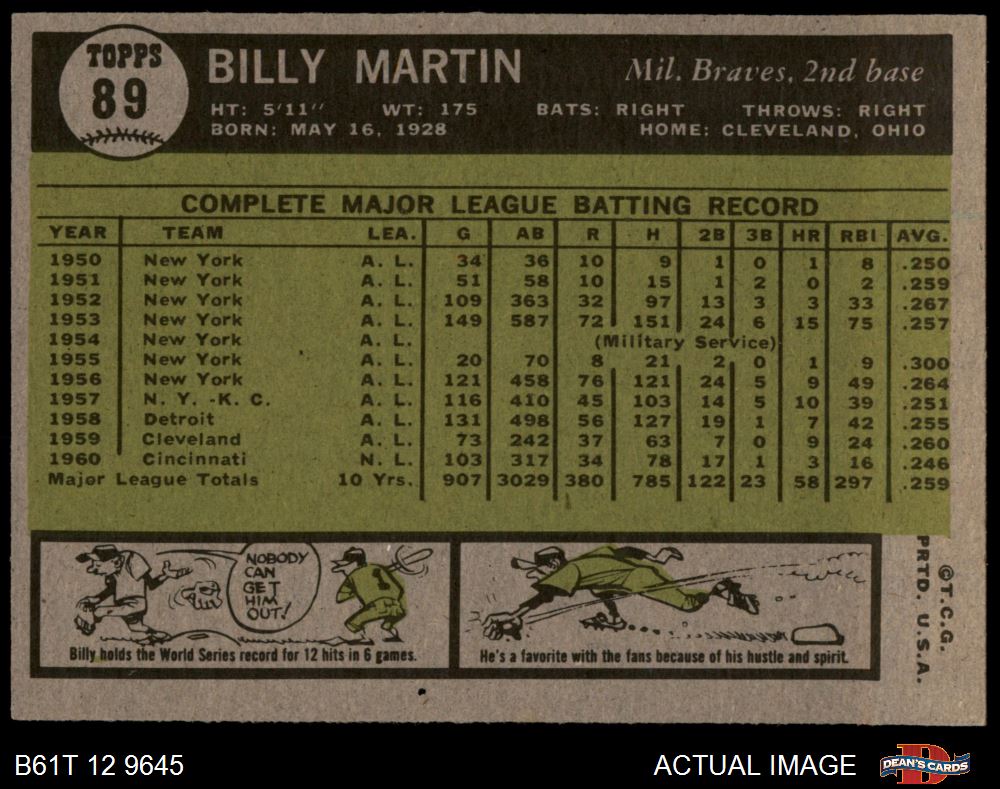 TOPPS
89
BILLY MARTIN Mil. Braves, 2nd base
HT: 5'11" WT: 175 BATS: RIGHT THROWS: RIGHT
BORN: MAY 16, 1928 HOME: CLEVELAND, OHIO
COMPLETE MAJOR LEAGUE BATTING RECORD
YEAR TEAM LEA. G AB R H 2B 3B HR RBI AVG.
1950 New York A. L. 34 36 10 9 1 0 1 8 .250
1951 New York A. L. 51 58 10 15 1 2 0 2 .259
1952 New York A. L. 109 363 32 97 13 3 3 33 .267
1953 New York A. L. 149 587 72 151 24 6 15 75 .257
1954 New York A. L. (Military Service)
1955 New York A. L. 20 70 8 21 2 0 1 9 .300
1956 New York A. L. 121 458 76 121 24 5 9 49 .264
1957 N. Y. -K. C. A. L. 116 410 45 103 14 5 10 39 .251
1958 Detroit A. L. 131 498 56 127 19 1 7 42 .255
1959 Cleveland A. L. 73 242 37 63 7 0 9 24 .260
1960 Cincinnati N. L. 103 317 34 78 17 1 3 16 .246
Major League Totals 10 Yrs. 907 3029 380 785 122 23 58 297 .259
NOBODY
CAN
GET
HIM
OUT!
1
Billy holds the World Series record for 12 hits in 6 games.
He's a favorite with the fans because of his hustle and spirit.
©T.C.G.
PRTD. U.S.A.
B61T 12 9645
ACTUAL IMAGE
DEAN'S CARDS